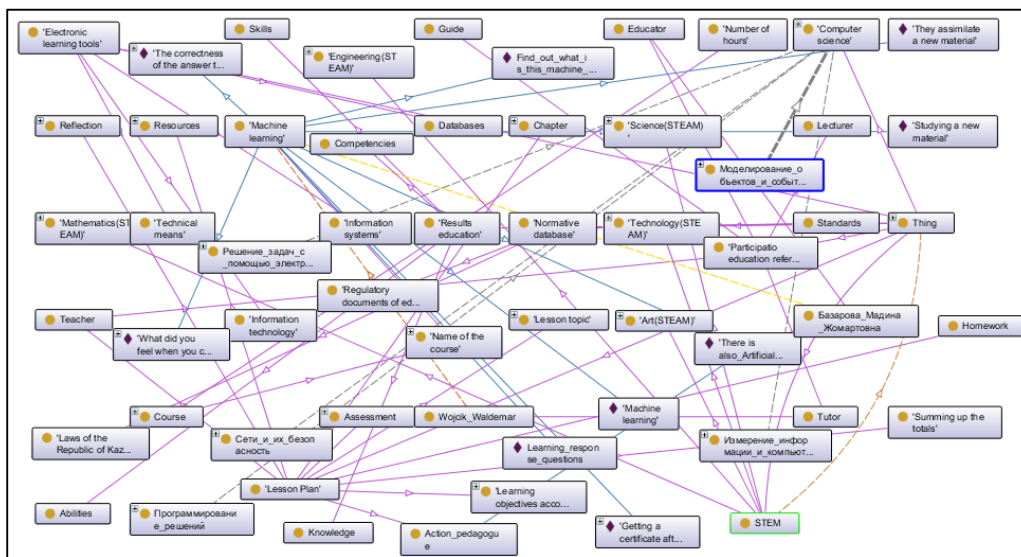 'Electronic
learning tools'
Skills
Guide
Educator
'Number of
hours'
'Computer
science'
'They assimilate
a new material'
'The correctness
of the answer t...
'Engineering(ST
EAM)'
Find_out_what_i
s_this_machine_...
Reflection
Resources
'Machine
learning'
Competencies
Databases
Chapter
'Science(STEAM)
'
Lecturer
'Studying a new
material'
Моделирование_о
бъектов_и_событ...
'Mathematics(ST
EAM)'
'Technical
means'
'Information
systems'
'Results
education'
'Normative
database'
'Technology(STE
AM)'
Standards
Thing
Решение_задач_с
_помощью_электр...
'Participatio
education refer...
'Regulatory
documents of ed...
Teacher
'Information
technology'
'Lesson topic'
'Art(STEAM)'
Базарова_Мадина
_Жомартовна
Homework
'What did you
feel when you c...
'Name of the
course'
'There is
also_Artificial...
Course
Assessment
Wojcik_Waldemar
'Machine
learning'
Tutor
'Summing up the
totals'
'Laws of the
Republic of Kaz...
Сети_и_их_безоп
асность
Learning_respon
se_questions
Измерение_инфор
мации_и_компьют...
'Lesson Plan'
'Learning
objectives acco...
Abilities
Программировани
е_решений
Knowledge
Action_pedagogu
e
'Getting a
certificate aft...
STEM